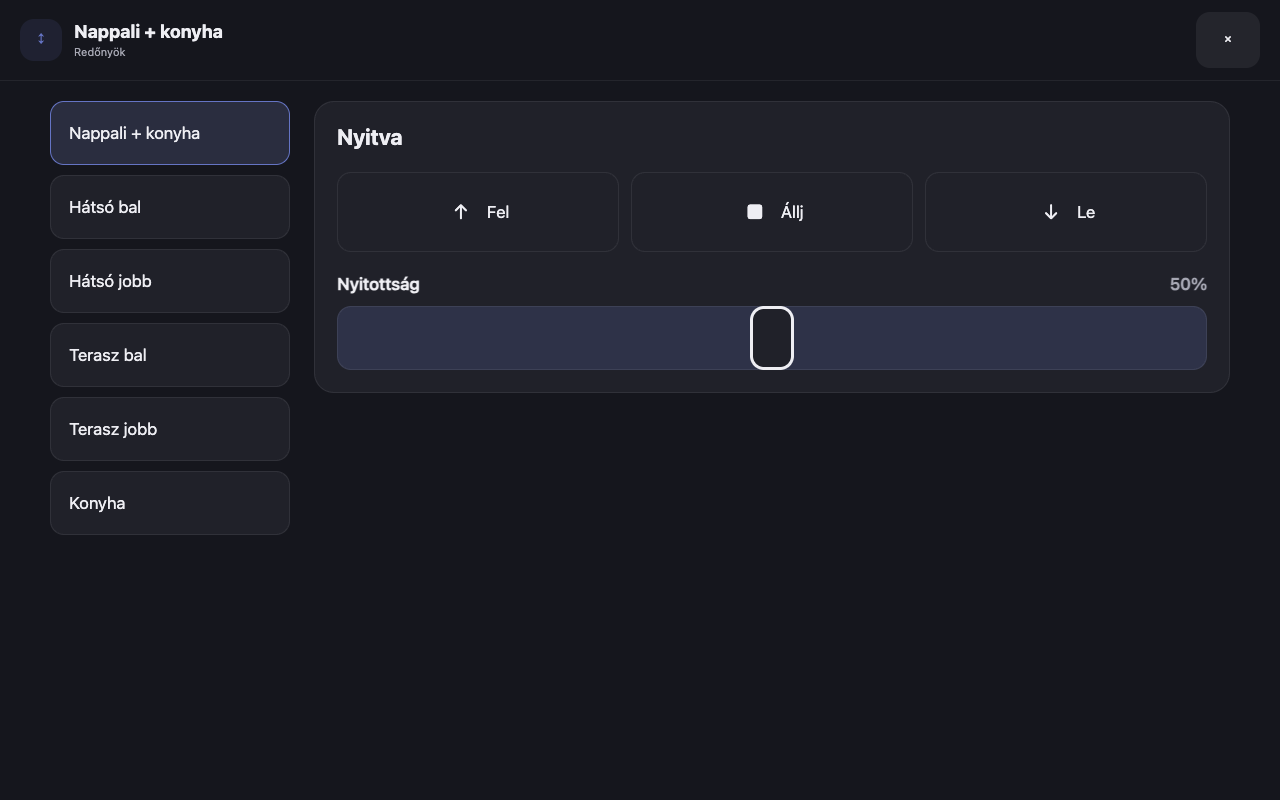 Nappali + konyha
Redőnyök
×
Nappali + konyha
Hátsó bal
Hátsó jobb
Terasz bal
Terasz jobb
Konyha
Nyitva
Fel
Állj
Le
Nyitottság 50%